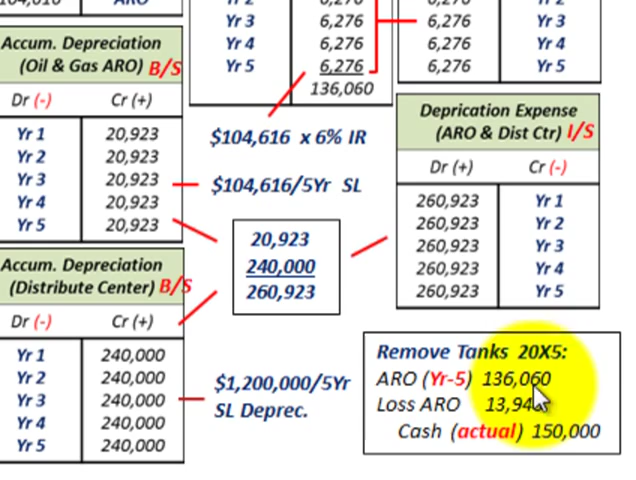 ARO
Accum. Depreciation
(Oil & Gas ARO) B/S
Dr (-) Cr (+)
Yr 1 20,923
Yr 2 20,923
Yr 3 20,923
Yr 4 20,923
Yr 5 20,923
Accum. Depreciation
(Distribute Center) B/S
Dr (-) Cr (+)
Yr 1 240,000
Yr 2 240,000
Yr 3 240,000
Yr 4 240,000
Yr 5 240,000
Yr 3 6,276
Yr 4 6,276
Yr 5 6,276
136,060
$104,616 x 6% IR
$104,616/5Yr SL
20,923
240,000
260,923
$1,200,000/5Yr
SL Deprec.
6,276 Yr 3
6,276 Yr 4
6,276 Yr 5
Deprication Expense
(ARO & Dist Ctr) I/S
Dr (+) Cr (-)
260,923 Yr 1
260,923 Yr 2
260,923 Yr 3
260,923 Yr 4
260,923 Yr 5
Remove Tanks 20X5:
ARO (Yr-5) 136,060
Loss ARO
Cash (actual) 150,000